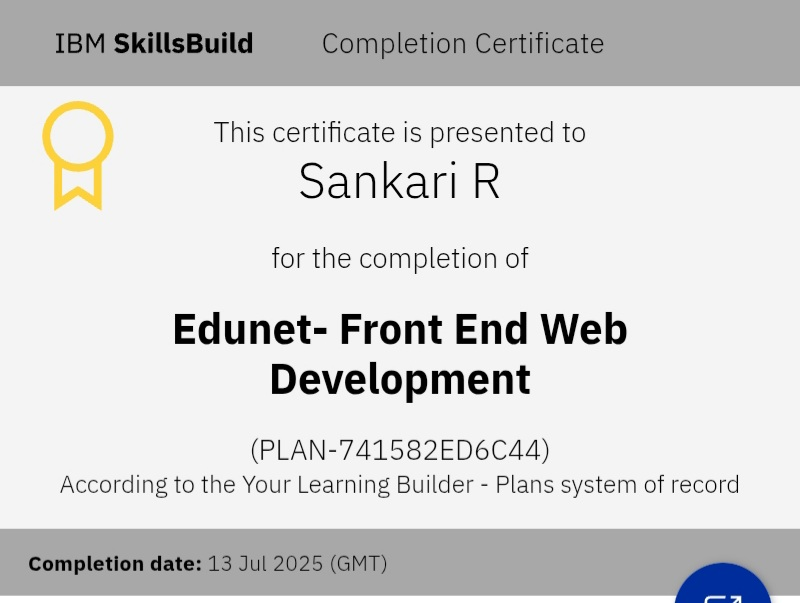 IBM SkillsBuild Completion Certificate
This certificate is presented to
Sankari R
for the completion of
Edunet- Front End Web
Development
(PLAN-741582ED6C44)
According to the Your Learning Builder - Plans system of record
Completion date: 13 Jul 2025 (GMT)